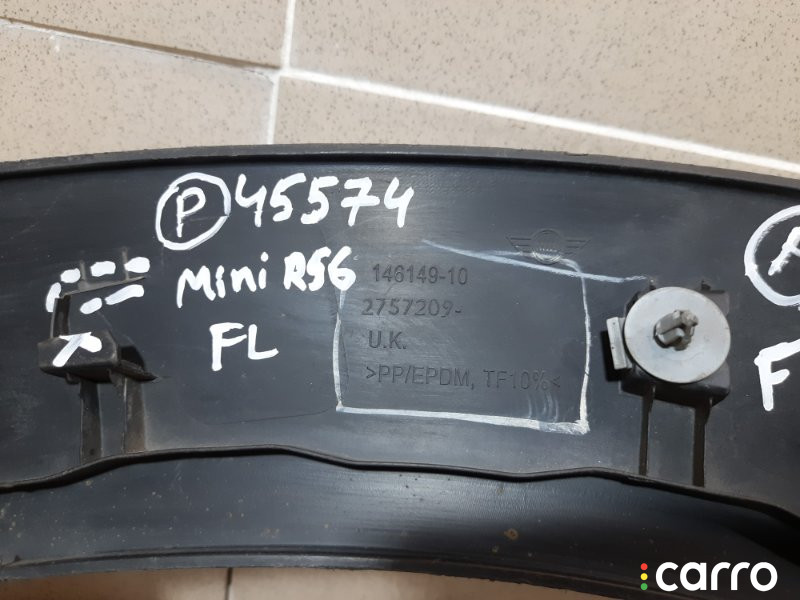 P 45574
Mini R56
FL
146149-10
2757209-
U.K.
>PP/EPDM, TF10%<
F
carro